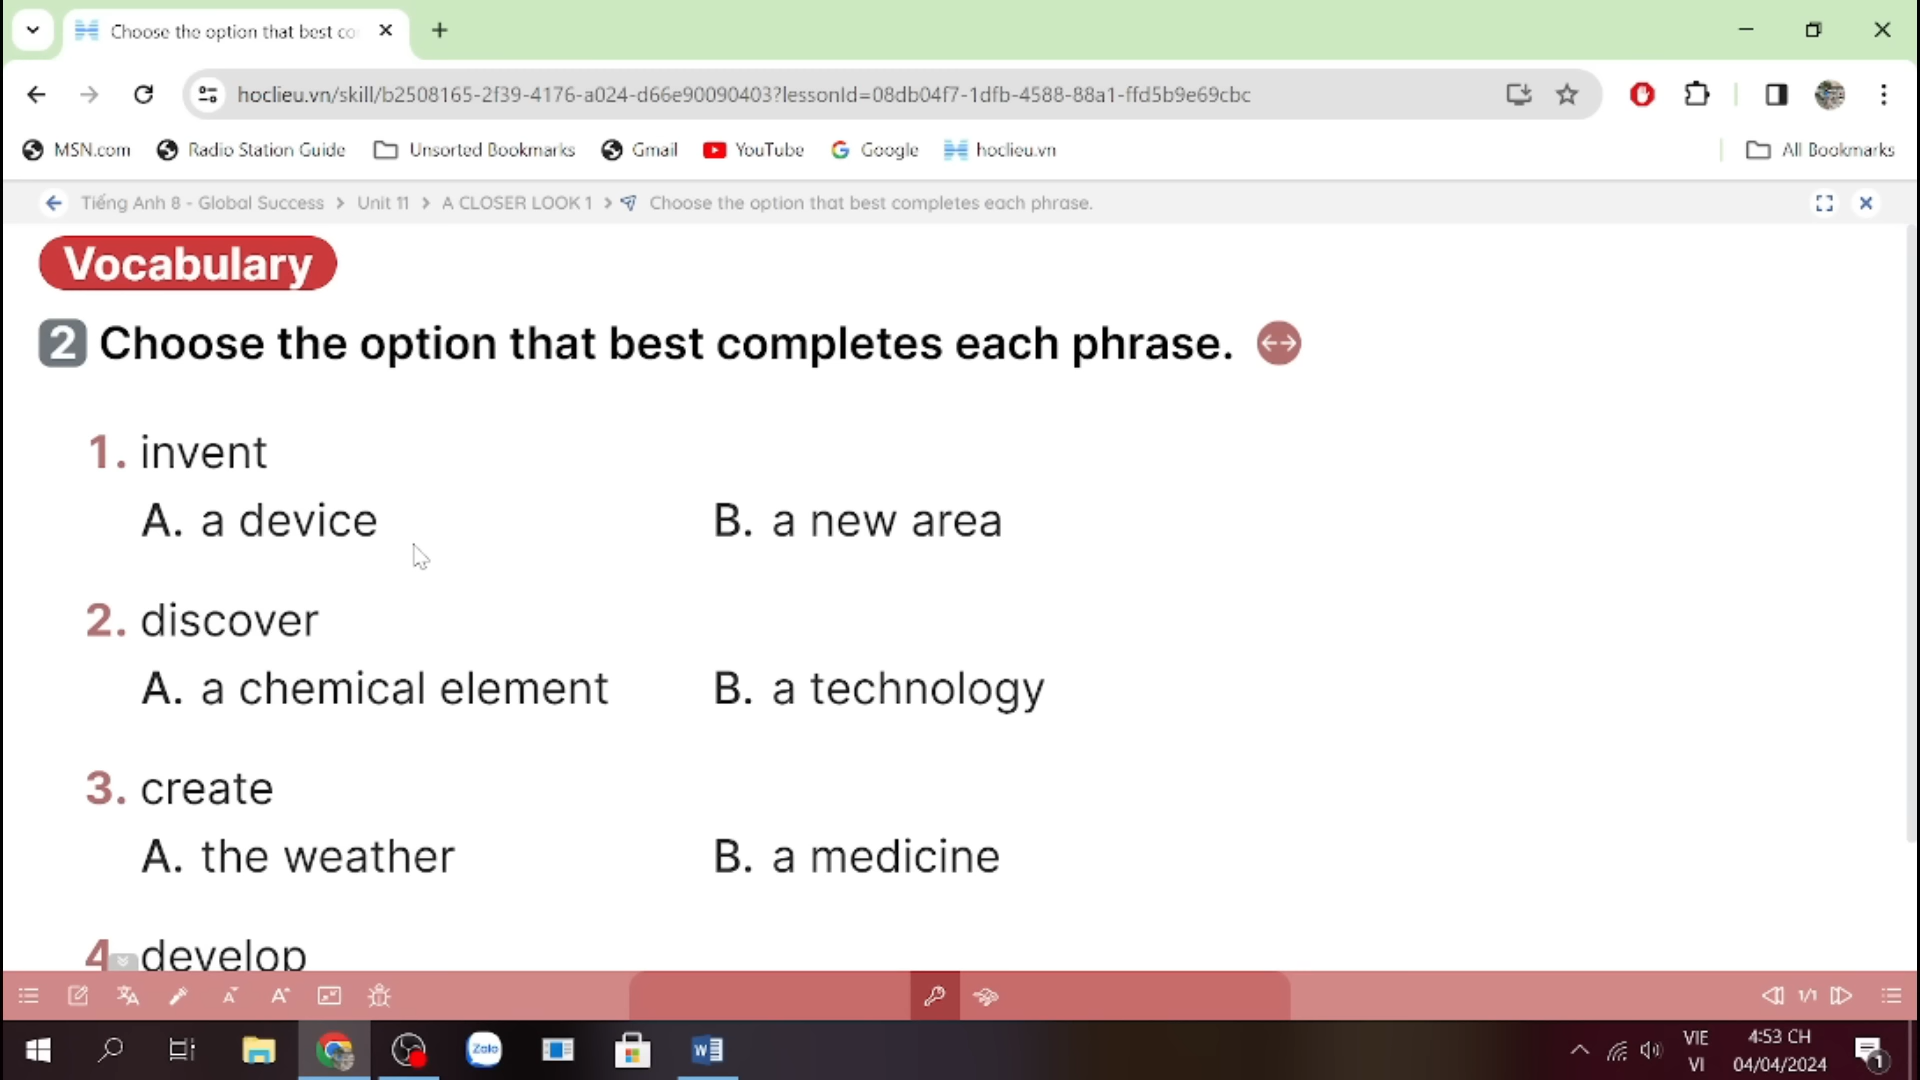 Choose the option that best co
hoclieu.vn/skill/b2508165-2f39-4176-a024-d66e90090403?lessonId=08db04f7-1dfb-4588-88a1-ffd5b9e69cbc
MSN.com Radio Station Guide Unsorted Bookmarks Gmail YouTube Google hoclieu.vn All Bookmarks
Tiếng Anh 8 - Global Success > Unit 11 > A CLOSER LOOK 1 > Choose the option that best completes each phrase.
Vocabulary
2 Choose the option that best completes each phrase.
1. invent
A. a device B. a new area
2. discover
A. a chemical element B. a technology
3. create
A. the weather B. a medicine
4 develop
1/1
Zalo
VIE 4:53 CH
VI 04/04/2024 1